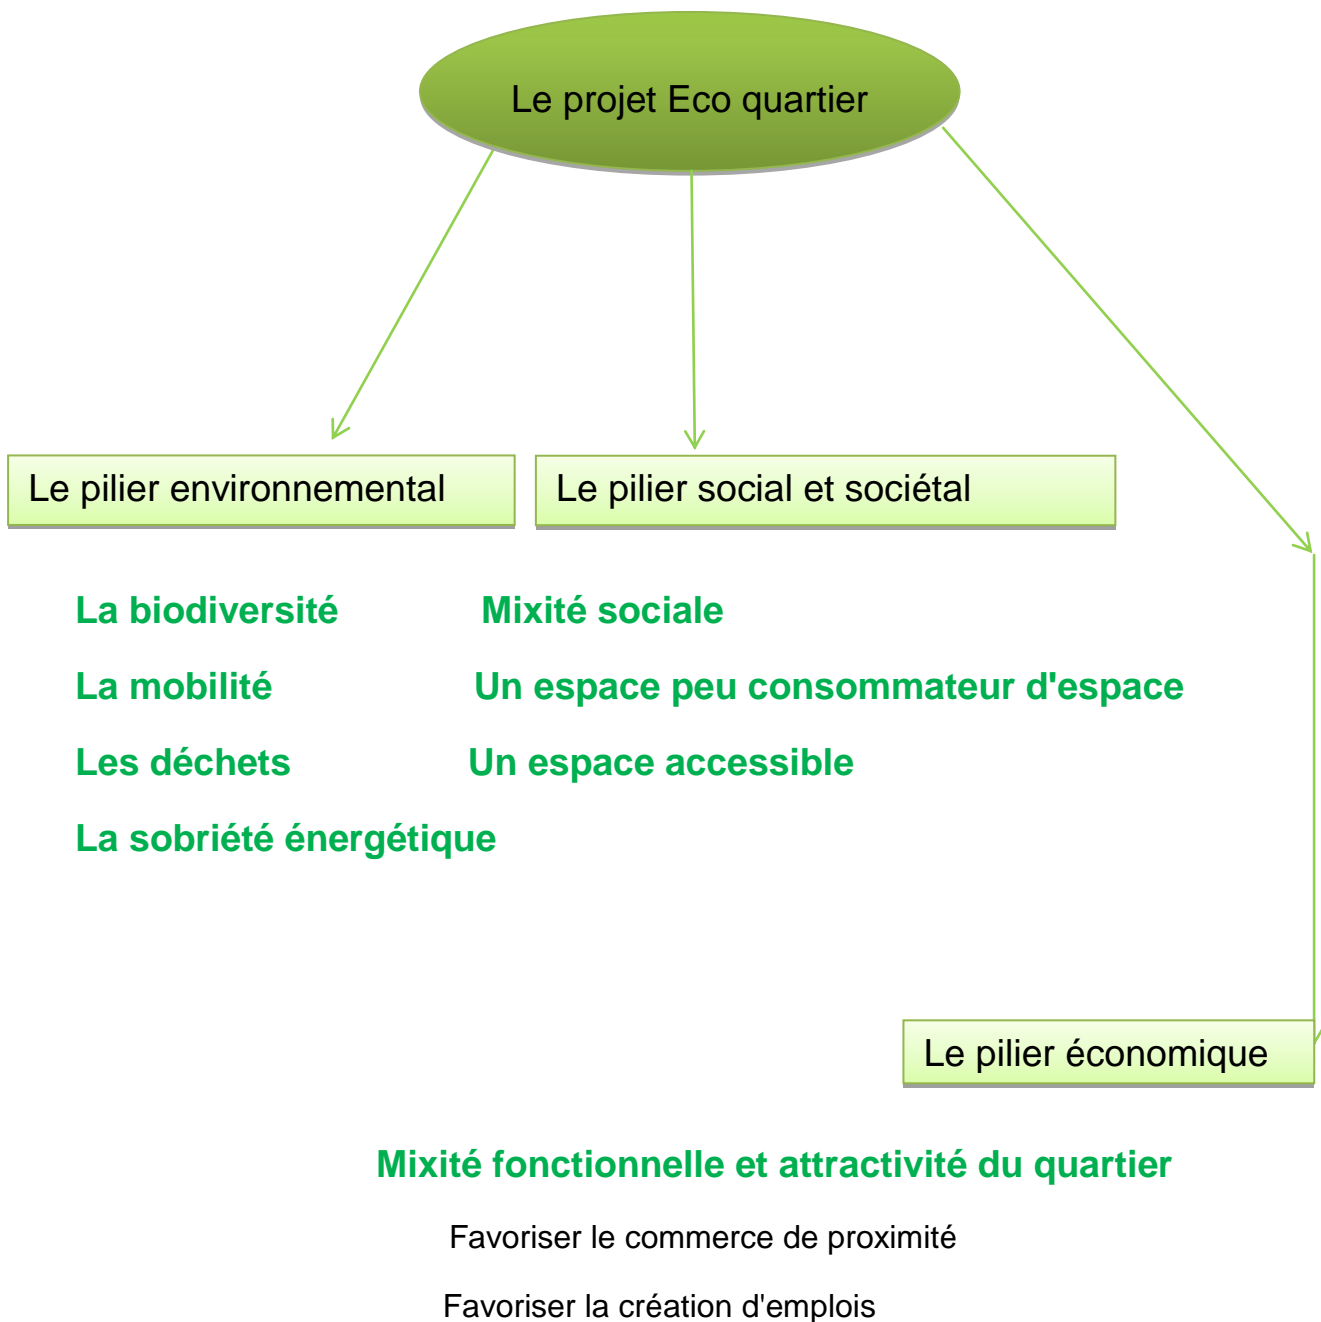 Le projet Eco quartier
Le pilier environnemental
Le pilier social et sociétal
La biodiversité Mixité sociale
La mobilité Un espace peu consommateur d'espace
Les déchets Un espace accessible
La sobriété énergétique
Le pilier économique
Mixité fonctionnelle et attractivité du quartier
Favoriser le commerce de proximité
Favoriser la création d'emplois